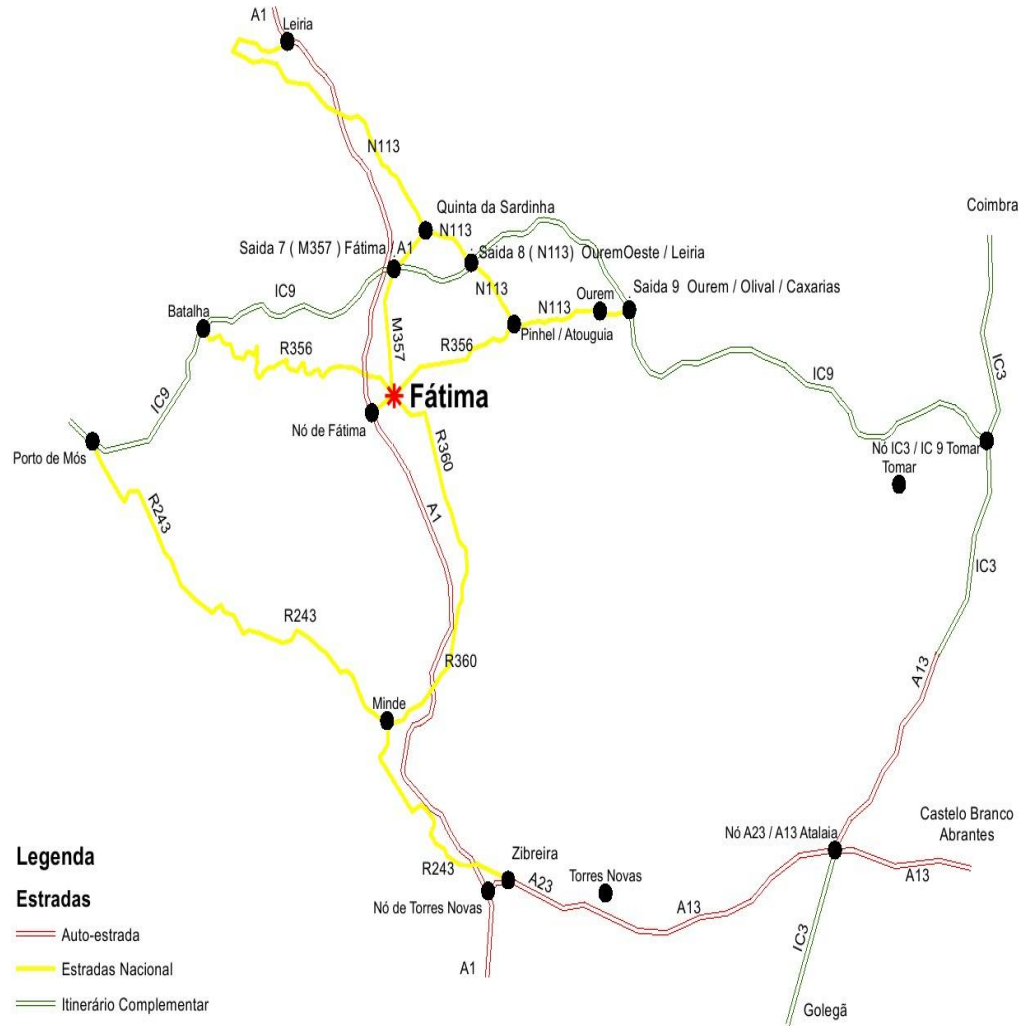 A1
Leiria
N113
Quinta da Sardinha
N113
Coimbra
Saida 7 ( M357 ) Fátima / A1
Saida 8 ( N113) OuremOeste / Leiria
IC9
N113
Ourem
Saida 9 Ourem / Olival / Caxarias
Batalha
N113
Pinhel / Atouguia
R356
M357
R356
IC3
IC9
IC9
Fátima
Nó de Fátima
Porto de Mós
R360
Nó IC3 / IC 9 Tomar
Tomar
R243
A1
IC3
R243
R360
A13
Minde
Castelo Branco
Abrantes
Nó A23 / A13 Atalaia
Legenda
Zibreira
R243
A23
Torres Novas
A13
Estradas
Nó de Torres Novas
A13
Auto-estrada
IC3
Estradas Nacional
A1
Itinerário Complementar
Golegã